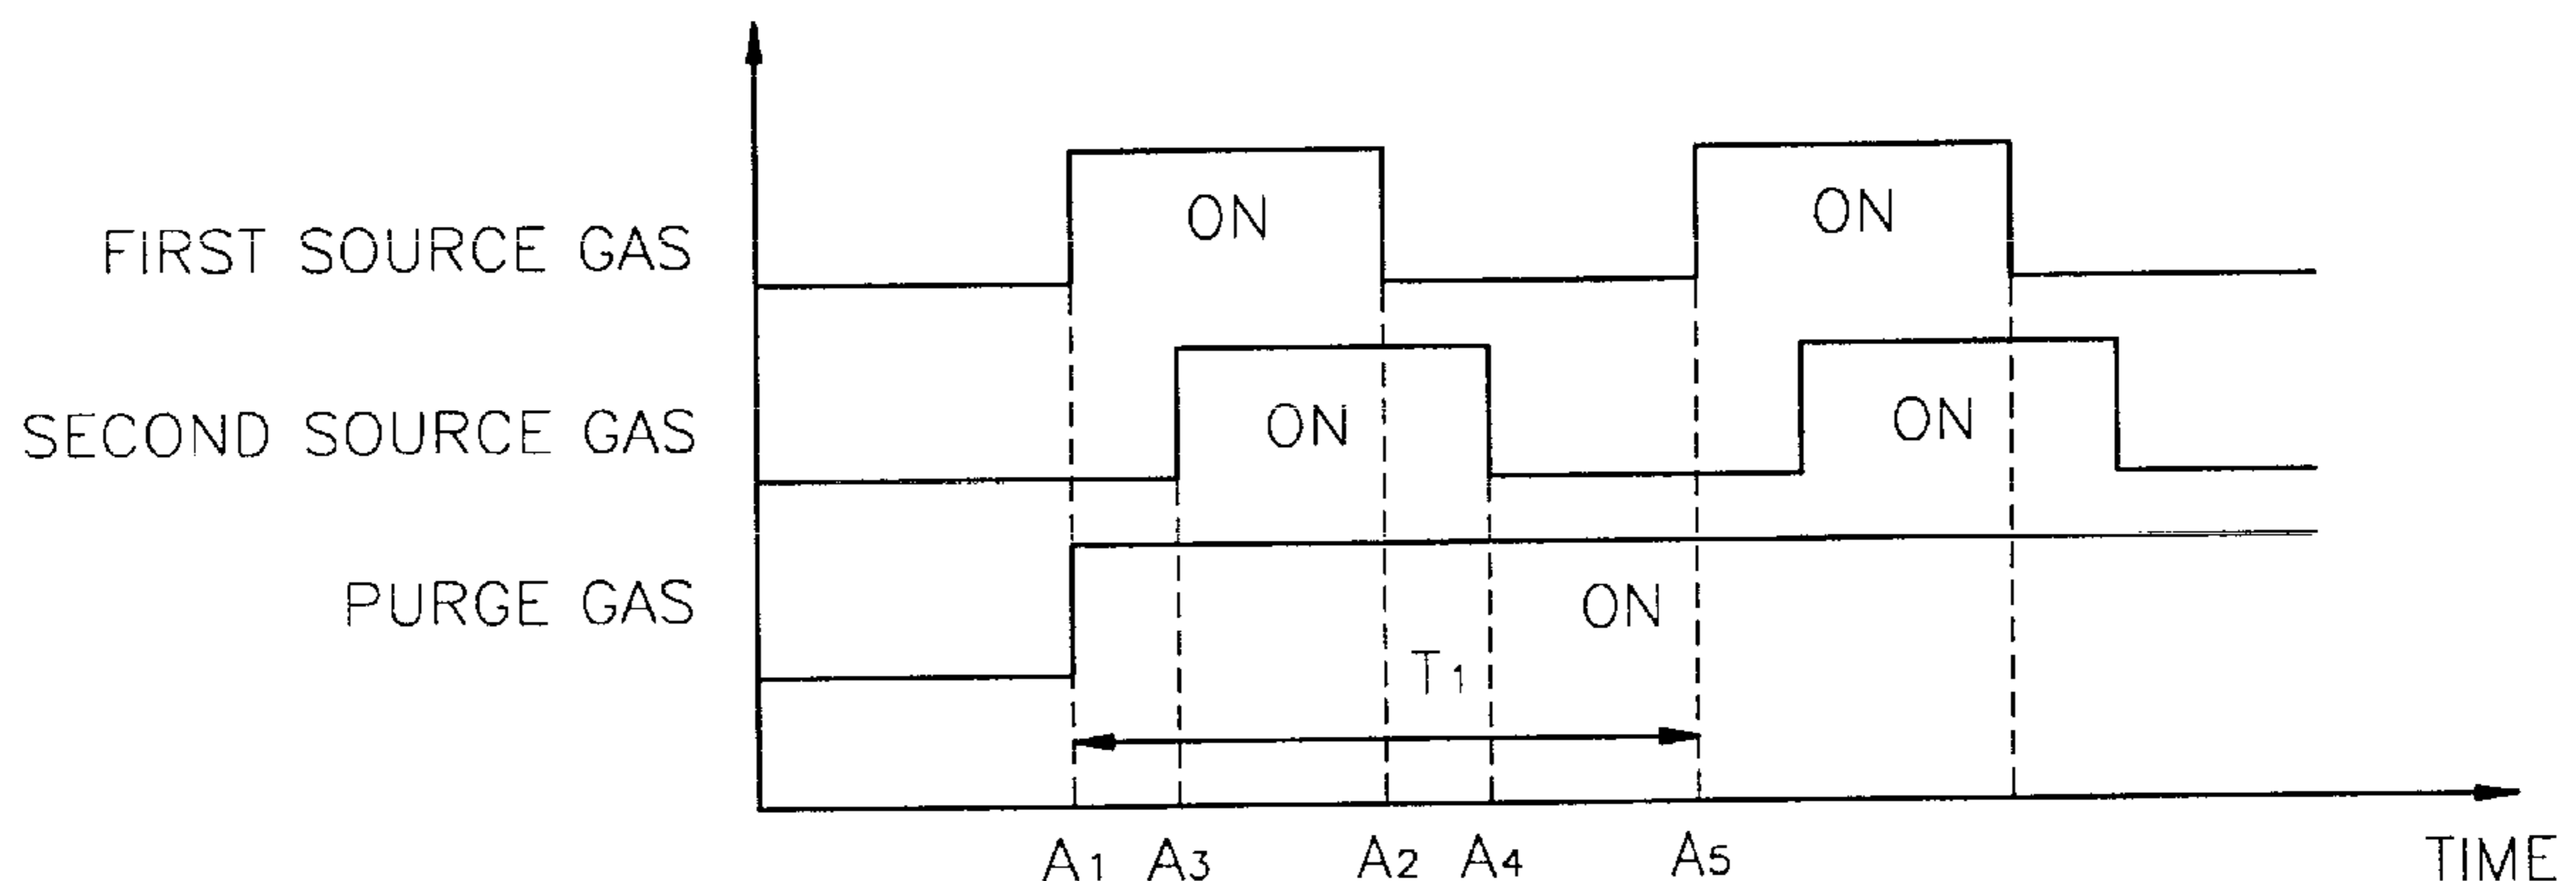 ON
ON
FIRST SOURCE GAS
ON
ON
SECOND SOURCE GAS
PURGE GAS
ON
T1
A1 A3 A2 A4 A5
TIME